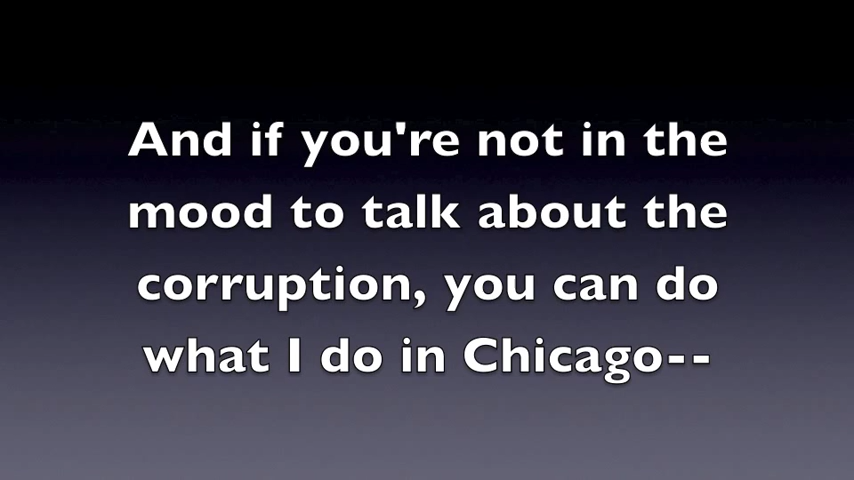 And if you're not in the
mood to talk about the
corruption, you can do
what I do in Chicago--